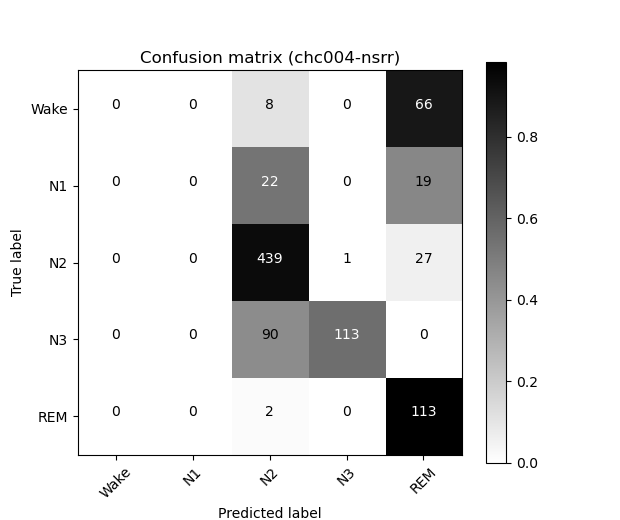 Confusion matrix (chc004-nsrr)
Wake 0 0 8 0 66
N1 0 0 22 0 19
N2 0 0 439 1 27
N3 0 0 90 113 0
REM 0 0 2 0 113
Wake N1 N2 N3 REM
True label
Predicted label
0.8
0.6
0.4
0.2
0.0